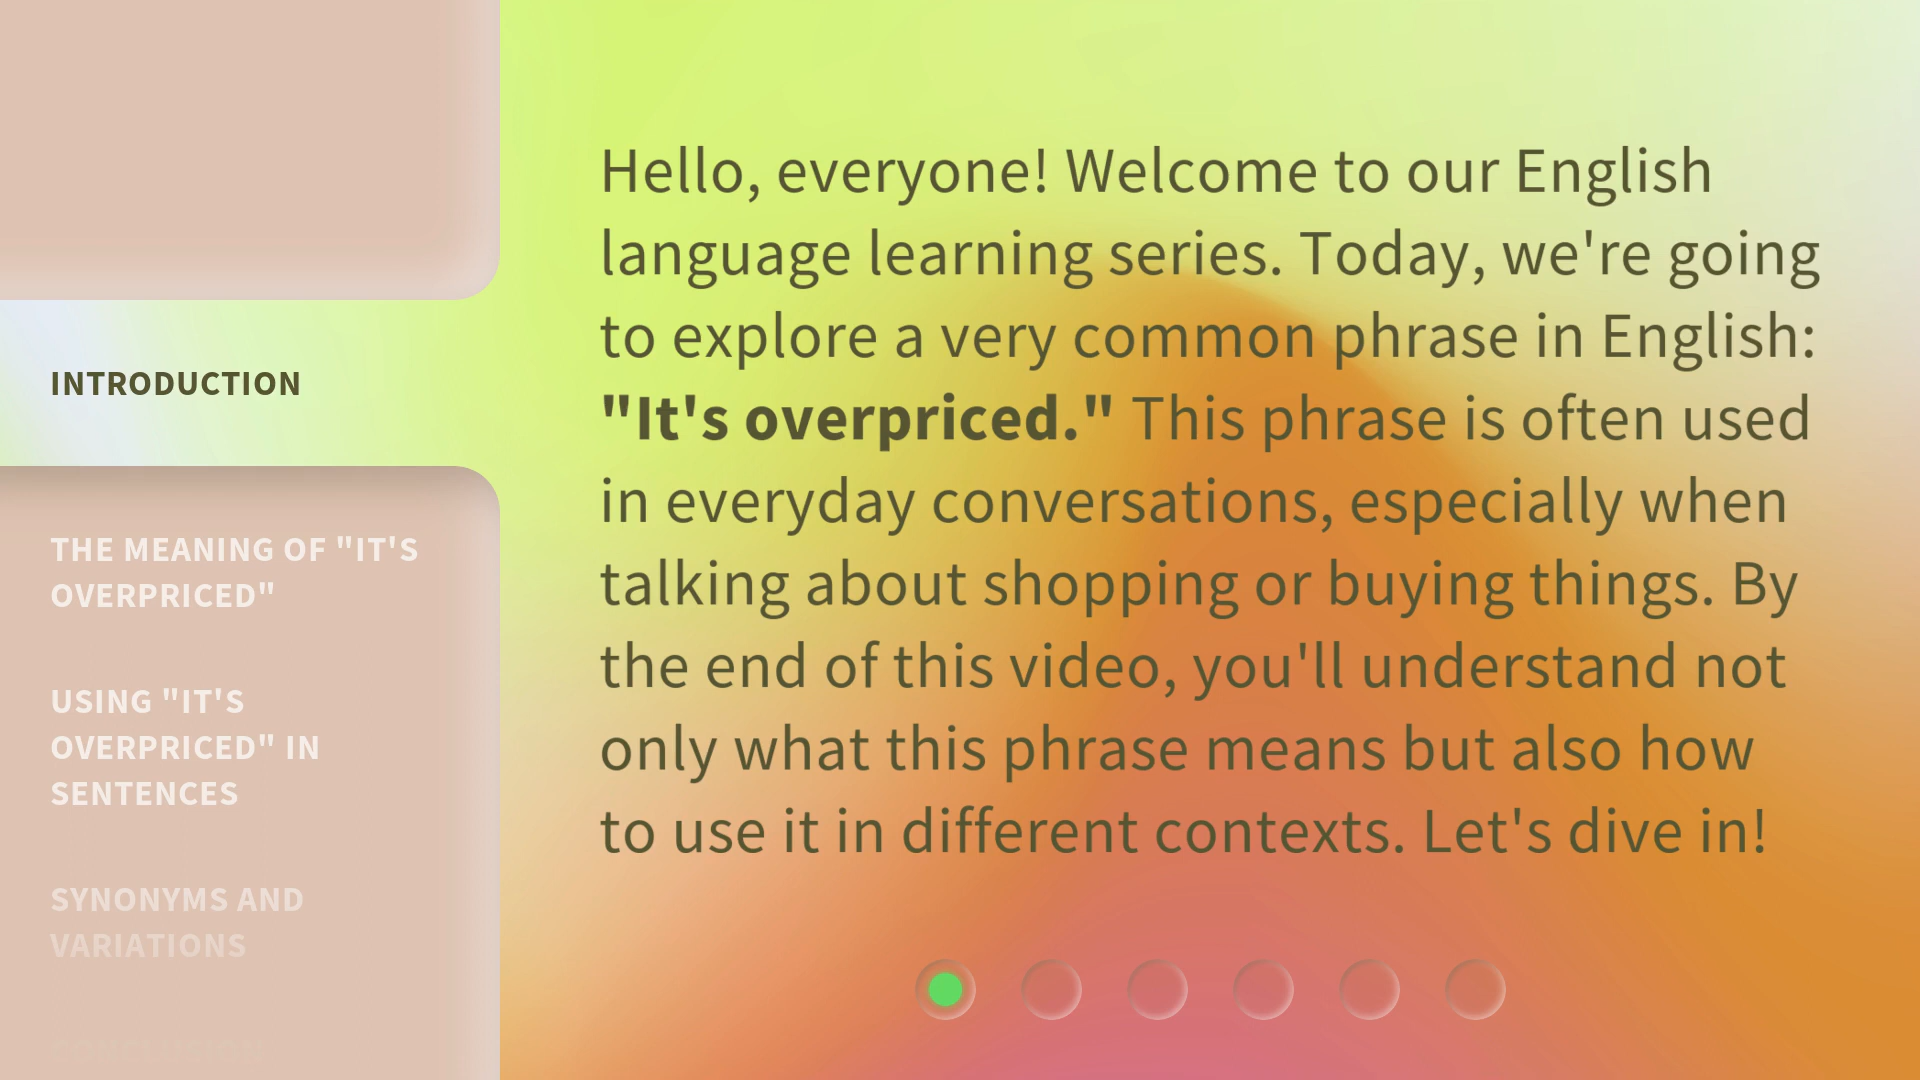 INTRODUCTION
THE MEANING OF "IT'S
OVERPRICED"
USING "IT'S
OVERPRICED" IN
SENTENCES
SYNONYMS AND
VARIATIONS
CONCLUSION
Hello, everyone! Welcome to our English
language learning series. Today, we're going
to explore a very common phrase in English:
"It's overpriced." This phrase is often used
in everyday conversations, especially when
talking about shopping or buying things. By
the end of this video, you'll understand not
only what this phrase means but also how
to use it in different contexts. Let's dive in!